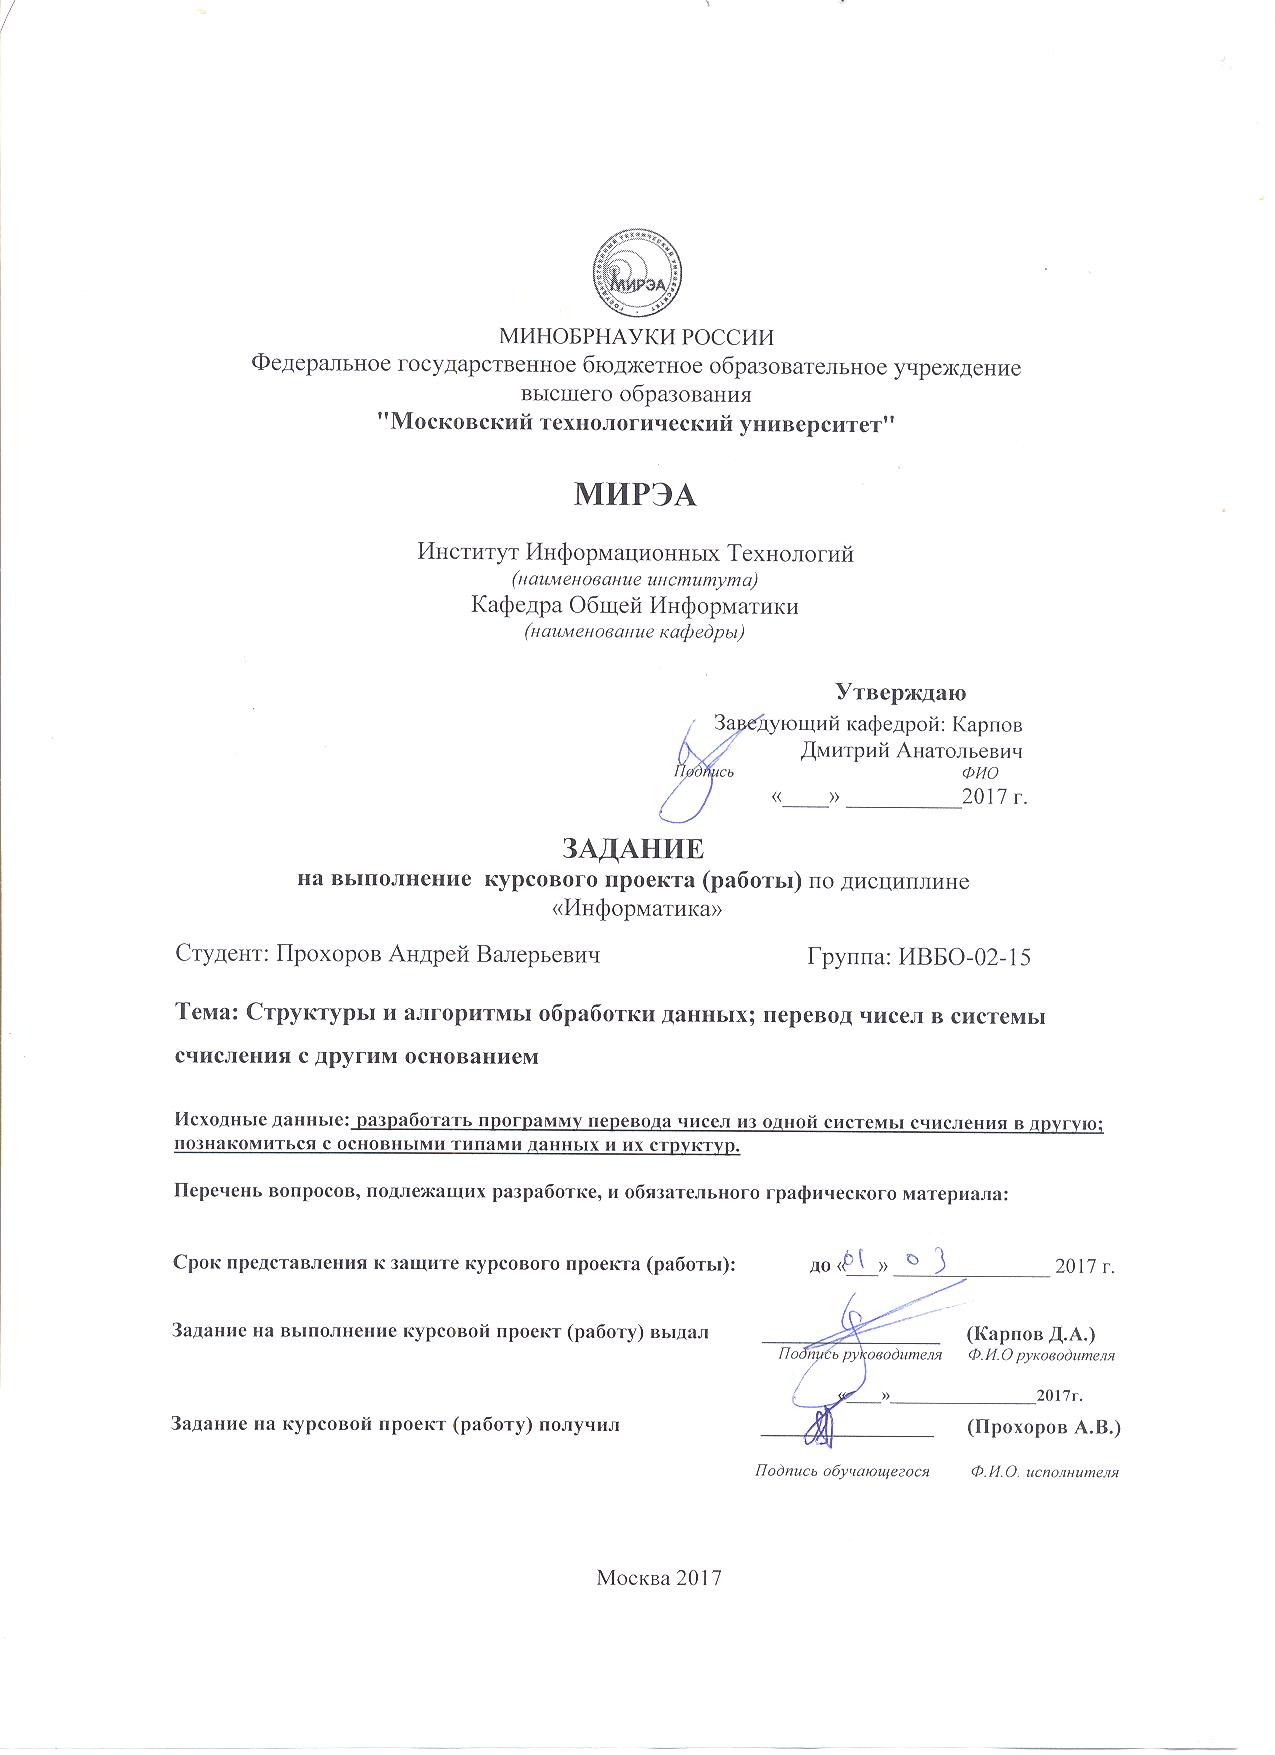 МИРЭА
МИНОБРНАУКИ РОССИИ
Федеральное государственное бюджетное образовательное учреждение
высшего образования
"Московский технологический университет"
МИРЭА
Институт Информационных Технологий
(наименование института)
Кафедра Общей Информатики
(наименование кафедры)
Утверждаю
Заведующий кафедрой: Карпов
Дмитрий Анатольевич
Подпись ФИО
«____» __________2017 г.
ЗАДАНИЕ
на выполнение курсового проекта (работы) по дисциплине
«Информатика»
Студент: Прохоров Андрей Валерьевич Группа: ИВБО-02-15
Тема: Структуры и алгоритмы обработки данных; перевод чисел в системы
счисления с другим основанием
Исходные данные: разработать программу перевода чисел из одной системы счисления в другую;
познакомиться с основными типами данных и их структур.
Перечень вопросов, подлежащих разработке, и обязательного графического материала:
Срок представления к защите курсового проекта (работы): до «01» 03 2017 г.
Задание на выполнение курсовой проект (работу) выдал (Карпов Д.А.)
Подпись руководителя Ф.И.О руководителя
«____»________________2017г.
Задание на курсовой проект (работу) получил (Прохоров А.В.)
Подпись обучающегося Ф.И.О. исполнителя
Москва 2017